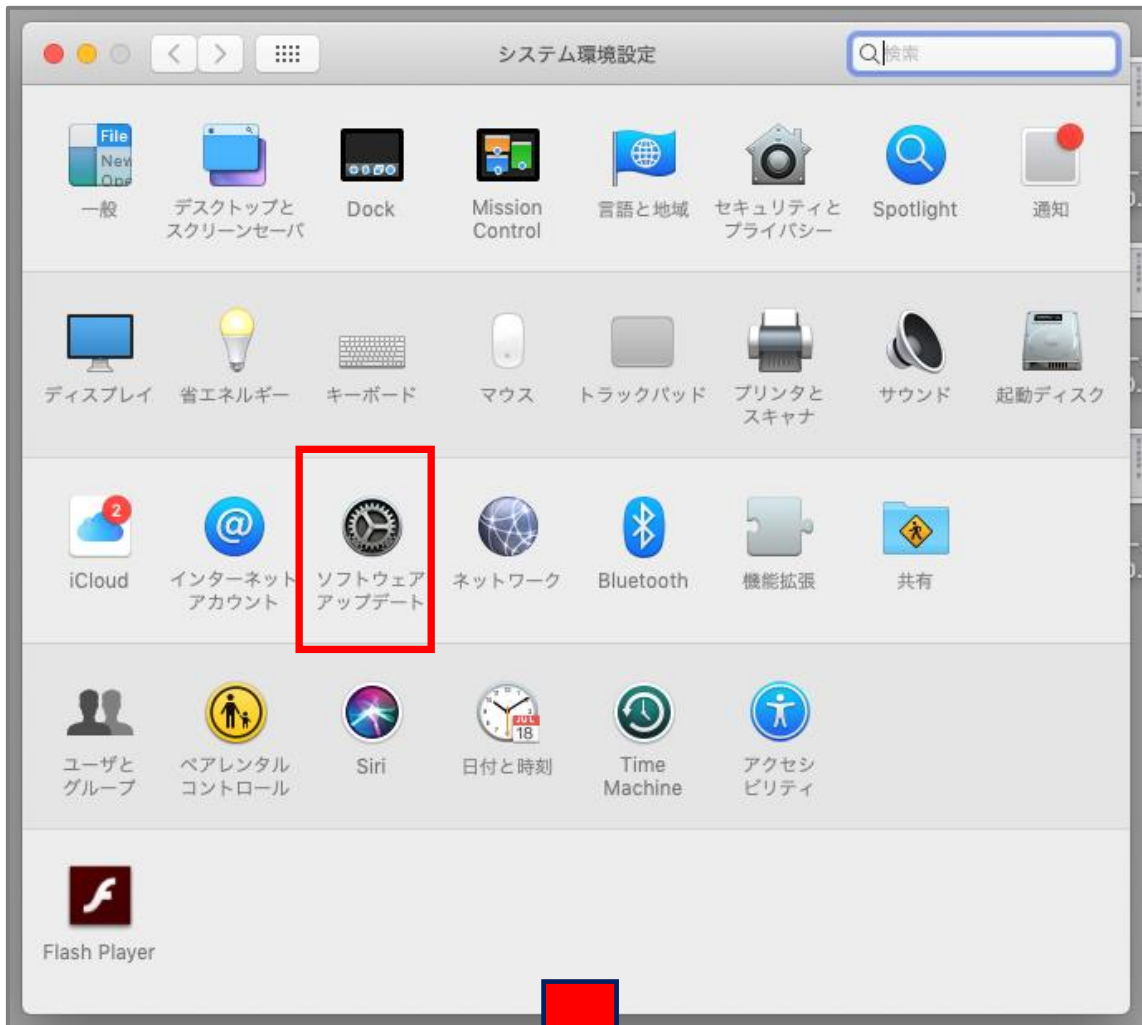 システム環境設定
検索
File
New
Ope
一般
デスクトップと
スクリーンセーバ
Dock
Mission
Control
言語と地域
セキュリティと
プライバシー
Spotlight
通知
ディスプレイ
省エネルギー
キーボード
マウス
トラックパッド
プリンタと
スキャナ
サウンド
起動ディスク
2
iCloud
@
インターネット
アカウント
ソフトウェア
アップデート
ネットワーク
Bluetooth
機能拡張
共有
ユーザと
グループ
ペアレンタル
コントロール
Siri
JUL
18
日付と時刻
Time
Machine
アクセシ
ビリティ
Flash Player